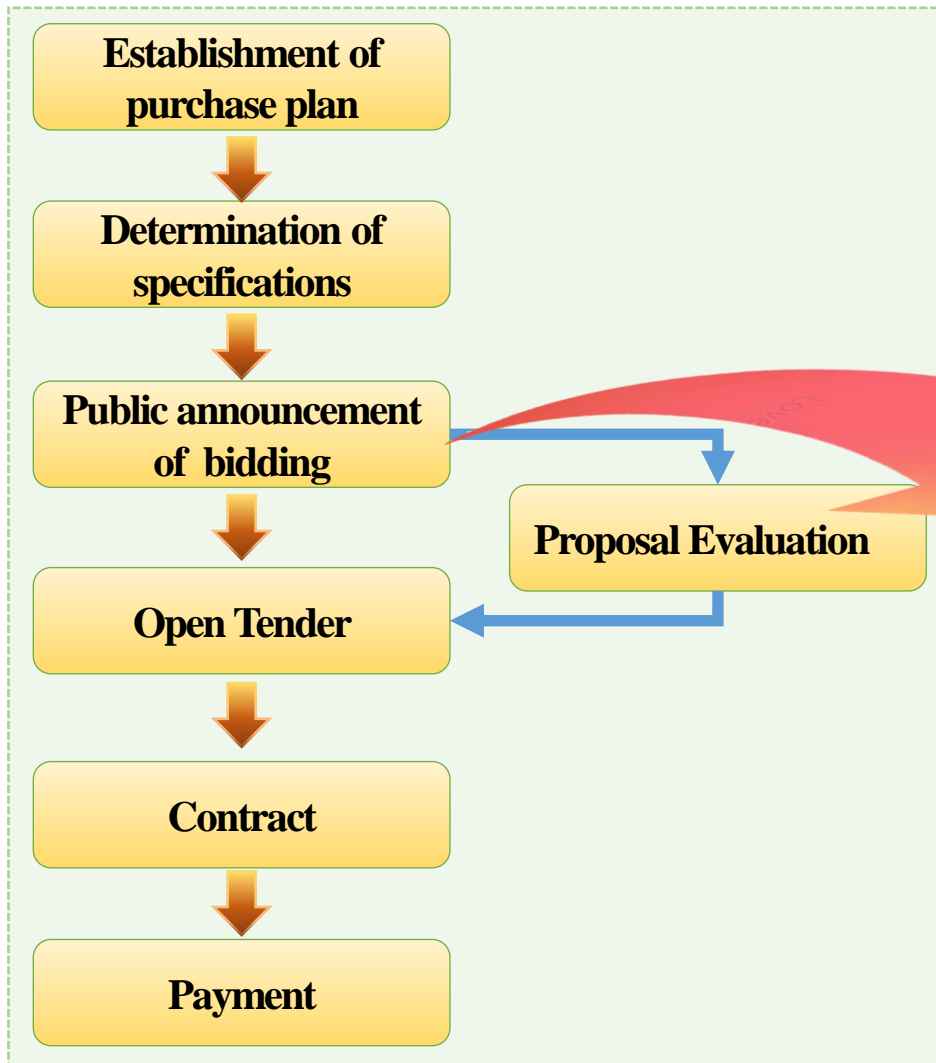 Establishment of
purchase plan
Determination of
specifications
Public announcement
of bidding
Proposal Evaluation
Open Tender
Contract
Payment